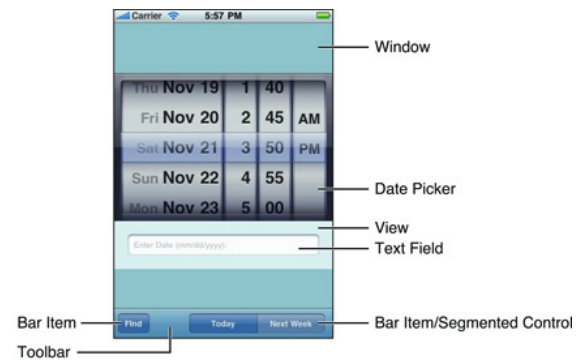 Carrier 5:57 PM
Window
Thu Nov 19 1 40
Fri Nov 20 2 45 AM
Sat Nov 21 3 50 PM
Sun Nov 22 4 55
Mon Nov 23 5 00
Date Picker
View
Enter Date (mm/dd/yyyy):
Text Field
Bar Item
Find
Today
Next Week
Bar Item/Segmented Control
Toolbar